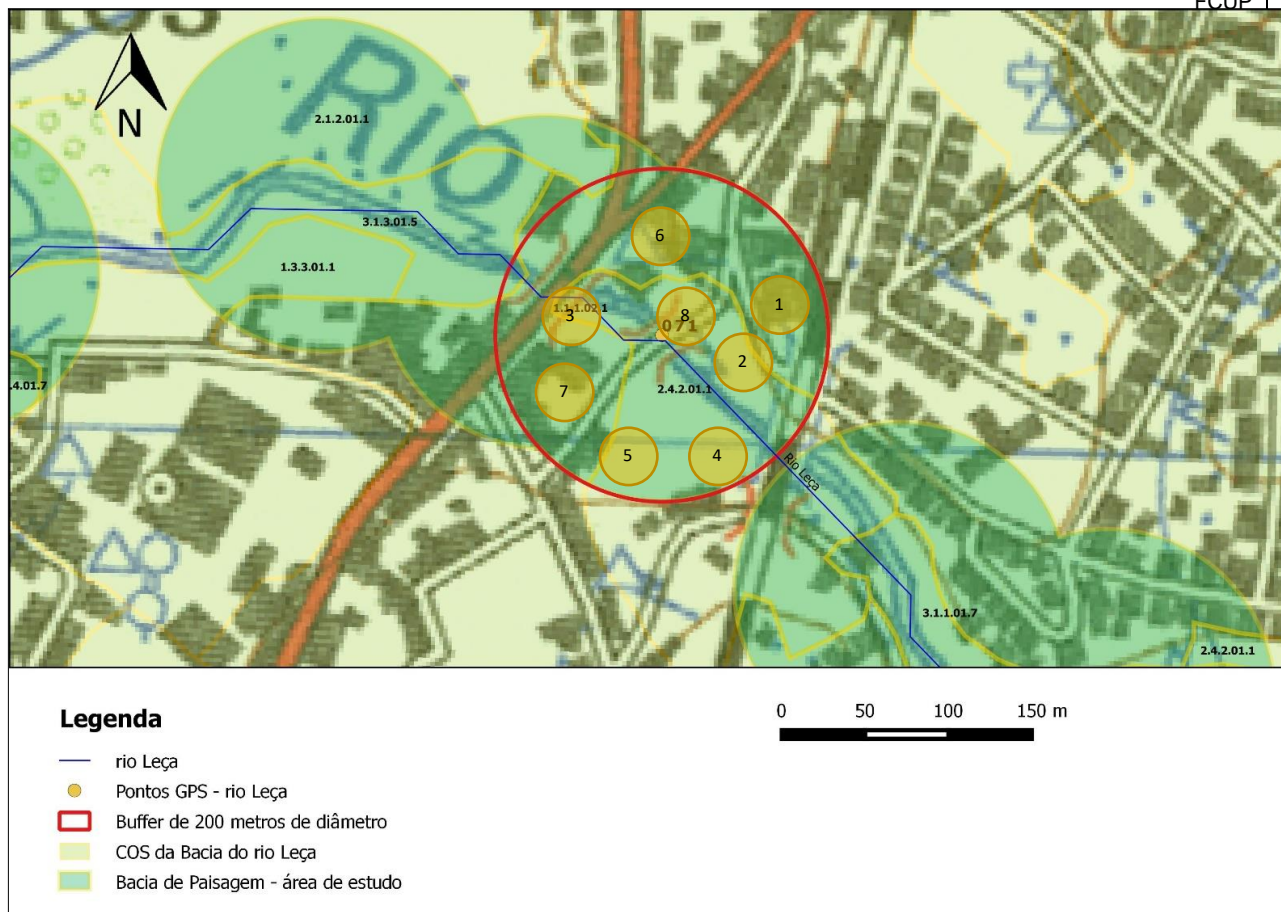 FCUP
RIO
N
2.1.2.01.1
3.1.3.01.5
1.3.3.01.1
6
1
1.1.1.02.1
3
8
071
2
.4.01.7
2.4.2.01.1
7
5
4
Rio Leça
3.1.1.01.7
2.4.2.01.1
Legenda
0 50 100 150 m
rio Leça
Pontos GPS - rio Leça
Buffer de 200 metros de diâmetro
COS da Bacia do rio Leça
Bacia de Paisagem - área de estudo